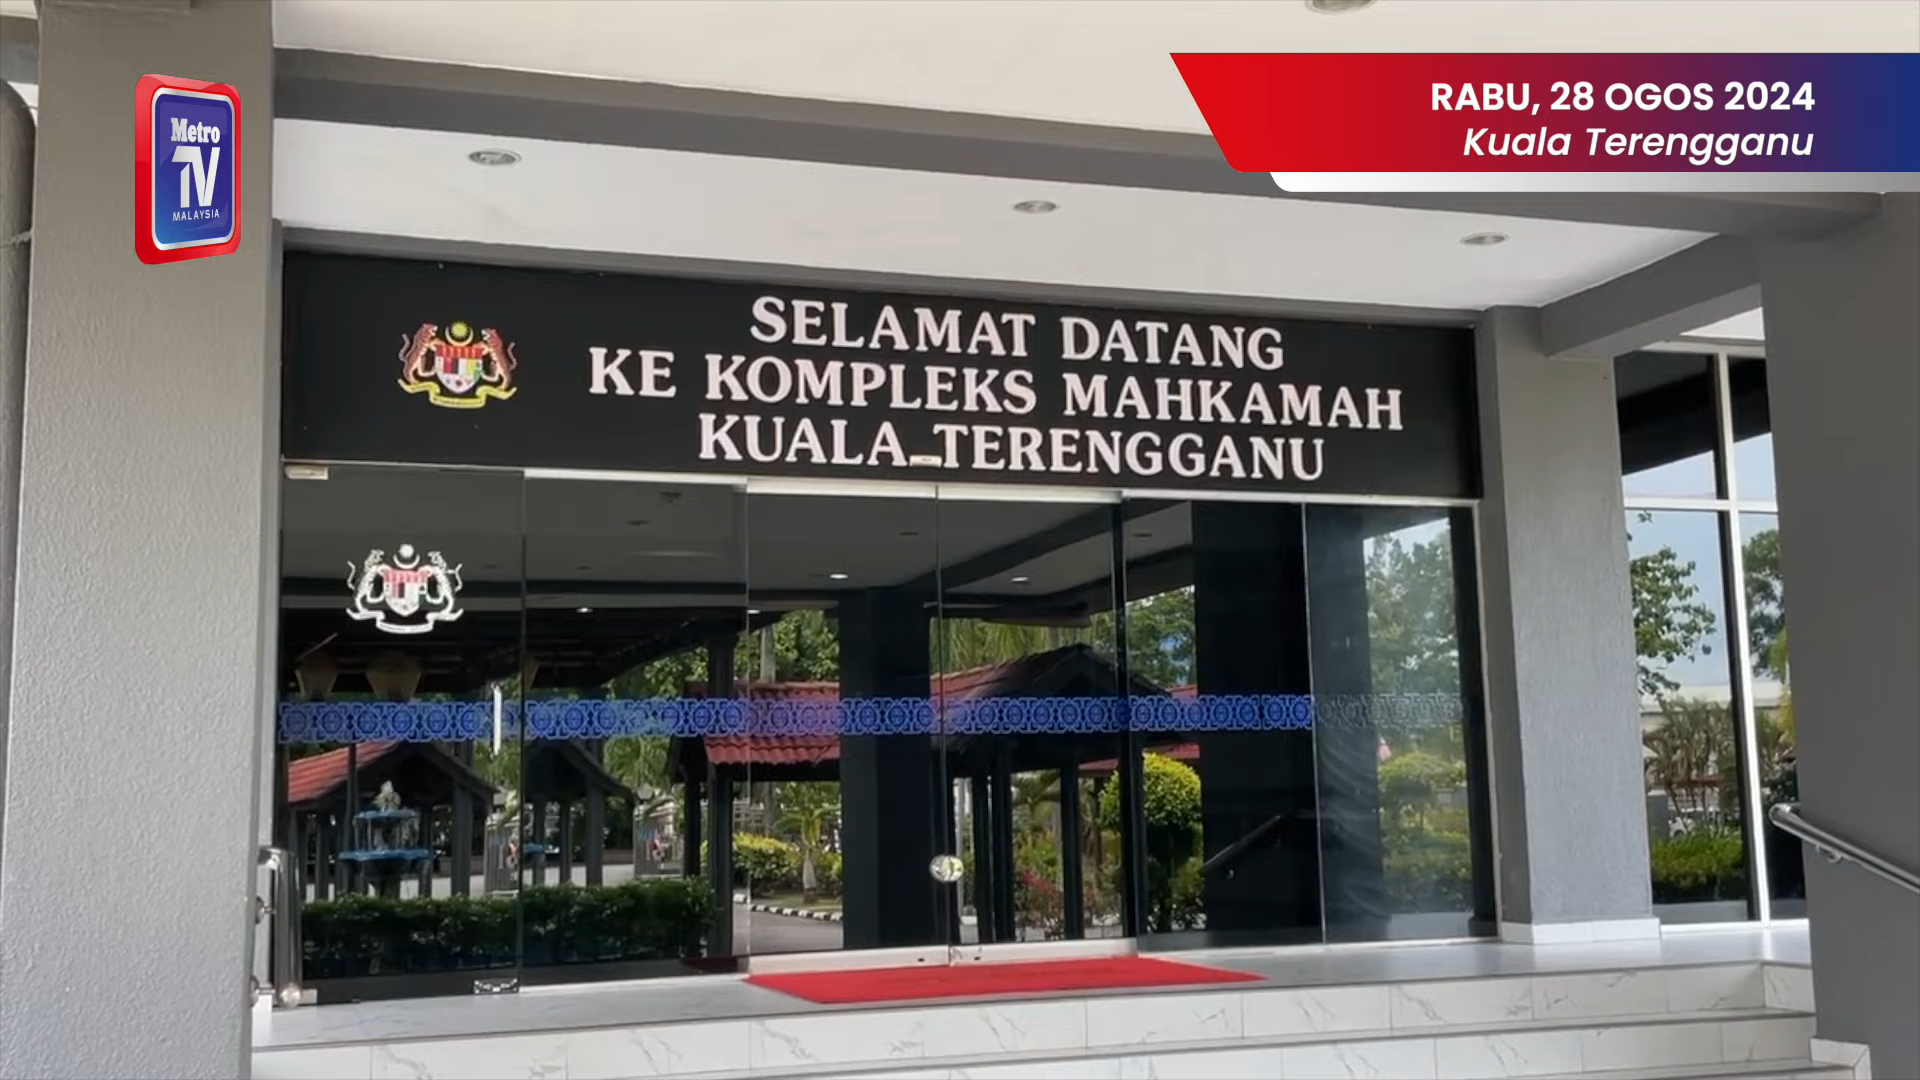 Metro
TV
MALAYSIA
RABU, 28 OGOS 2024
Kuala Terengganu
SELAMAT DATANG
KE KOMPLEKS MAHKAMAH
KUALA TERENGGANU